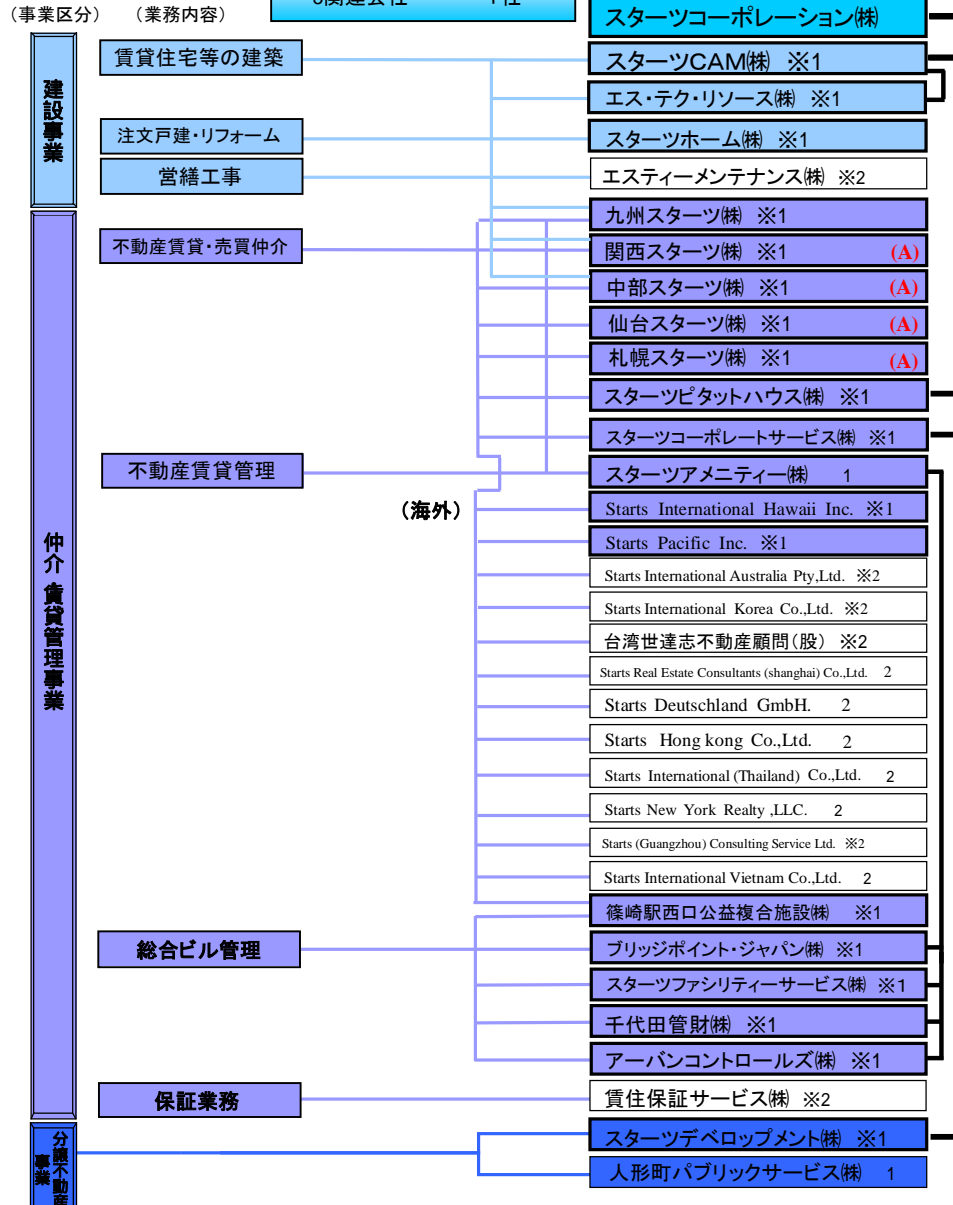 (事業区分) (業務内容)
スターツコーポレーション㈱
建設事業
賃貸住宅等の建築
スターツCAM㈱ ※1
エス・テク・リソース㈱ ※1
注文戸建・リフォーム
スターツホーム㈱ ※1
営繕工事
エスティーメンテナンス㈱ ※2
仲介 賃貸管理事業
九州スターツ㈱ ※1
不動産賃貸・売買仲介
関西スターツ㈱ ※1 (A)
中部スターツ㈱ ※1 (A)
仙台スターツ㈱ ※1 (A)
札幌スターツ㈱ ※1 (A)
スターツピタットハウス㈱ ※1
スターツコーポレートサービス㈱ ※1
不動産賃貸管理
スターツアメニティー㈱ 1
(海外)
Starts International Hawaii Inc. ※1
Starts Pacific Inc. ※1
Starts International Australia Pty,Ltd. ※2
Starts International Korea Co.,Ltd. ※2
台湾世達志不動産顧問(股) ※2
Starts Real Estate Consultants (shanghai) Co.,Ltd. 2
Starts Deutschland GmbH. 2
Starts Hong kong Co.,Ltd. 2
Starts International (Thailand) Co.,Ltd. 2
Starts New York Realty ,LLC. 2
Starts (Guangzhou) Consulting Service Ltd. ※2
Starts International Vietnam Co.,Ltd. 2
篠崎駅西口公益複合施設㈱ ※1
総合ビル管理
ブリッジポイント・ジャパン㈱ ※1
スターツファシリティーサービス㈱ ※1
千代田管財㈱ ※1
アーバンコントロールズ㈱ ※1
保証業務
賃住保証サービス㈱ ※2
分譲不動産
事業
スターツデベロップメント㈱ ※1
人形町パブリックサービス㈱ 1